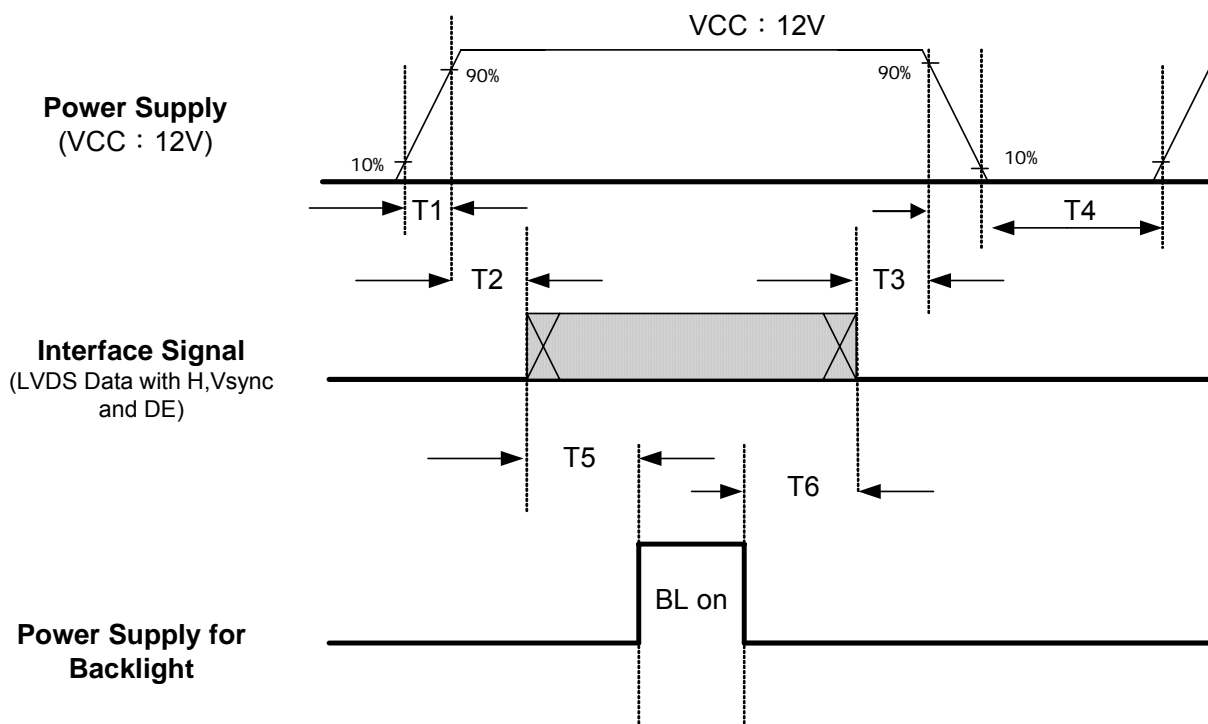 VCC：12V
90%
90%
Power Supply
(VCC：12V)
10%
10%
T1
T4
T2
T3
Interface Signal
(LVDS Data with H,Vsync
and DE)
T5
T6
BL on
Power Supply for
Backlight